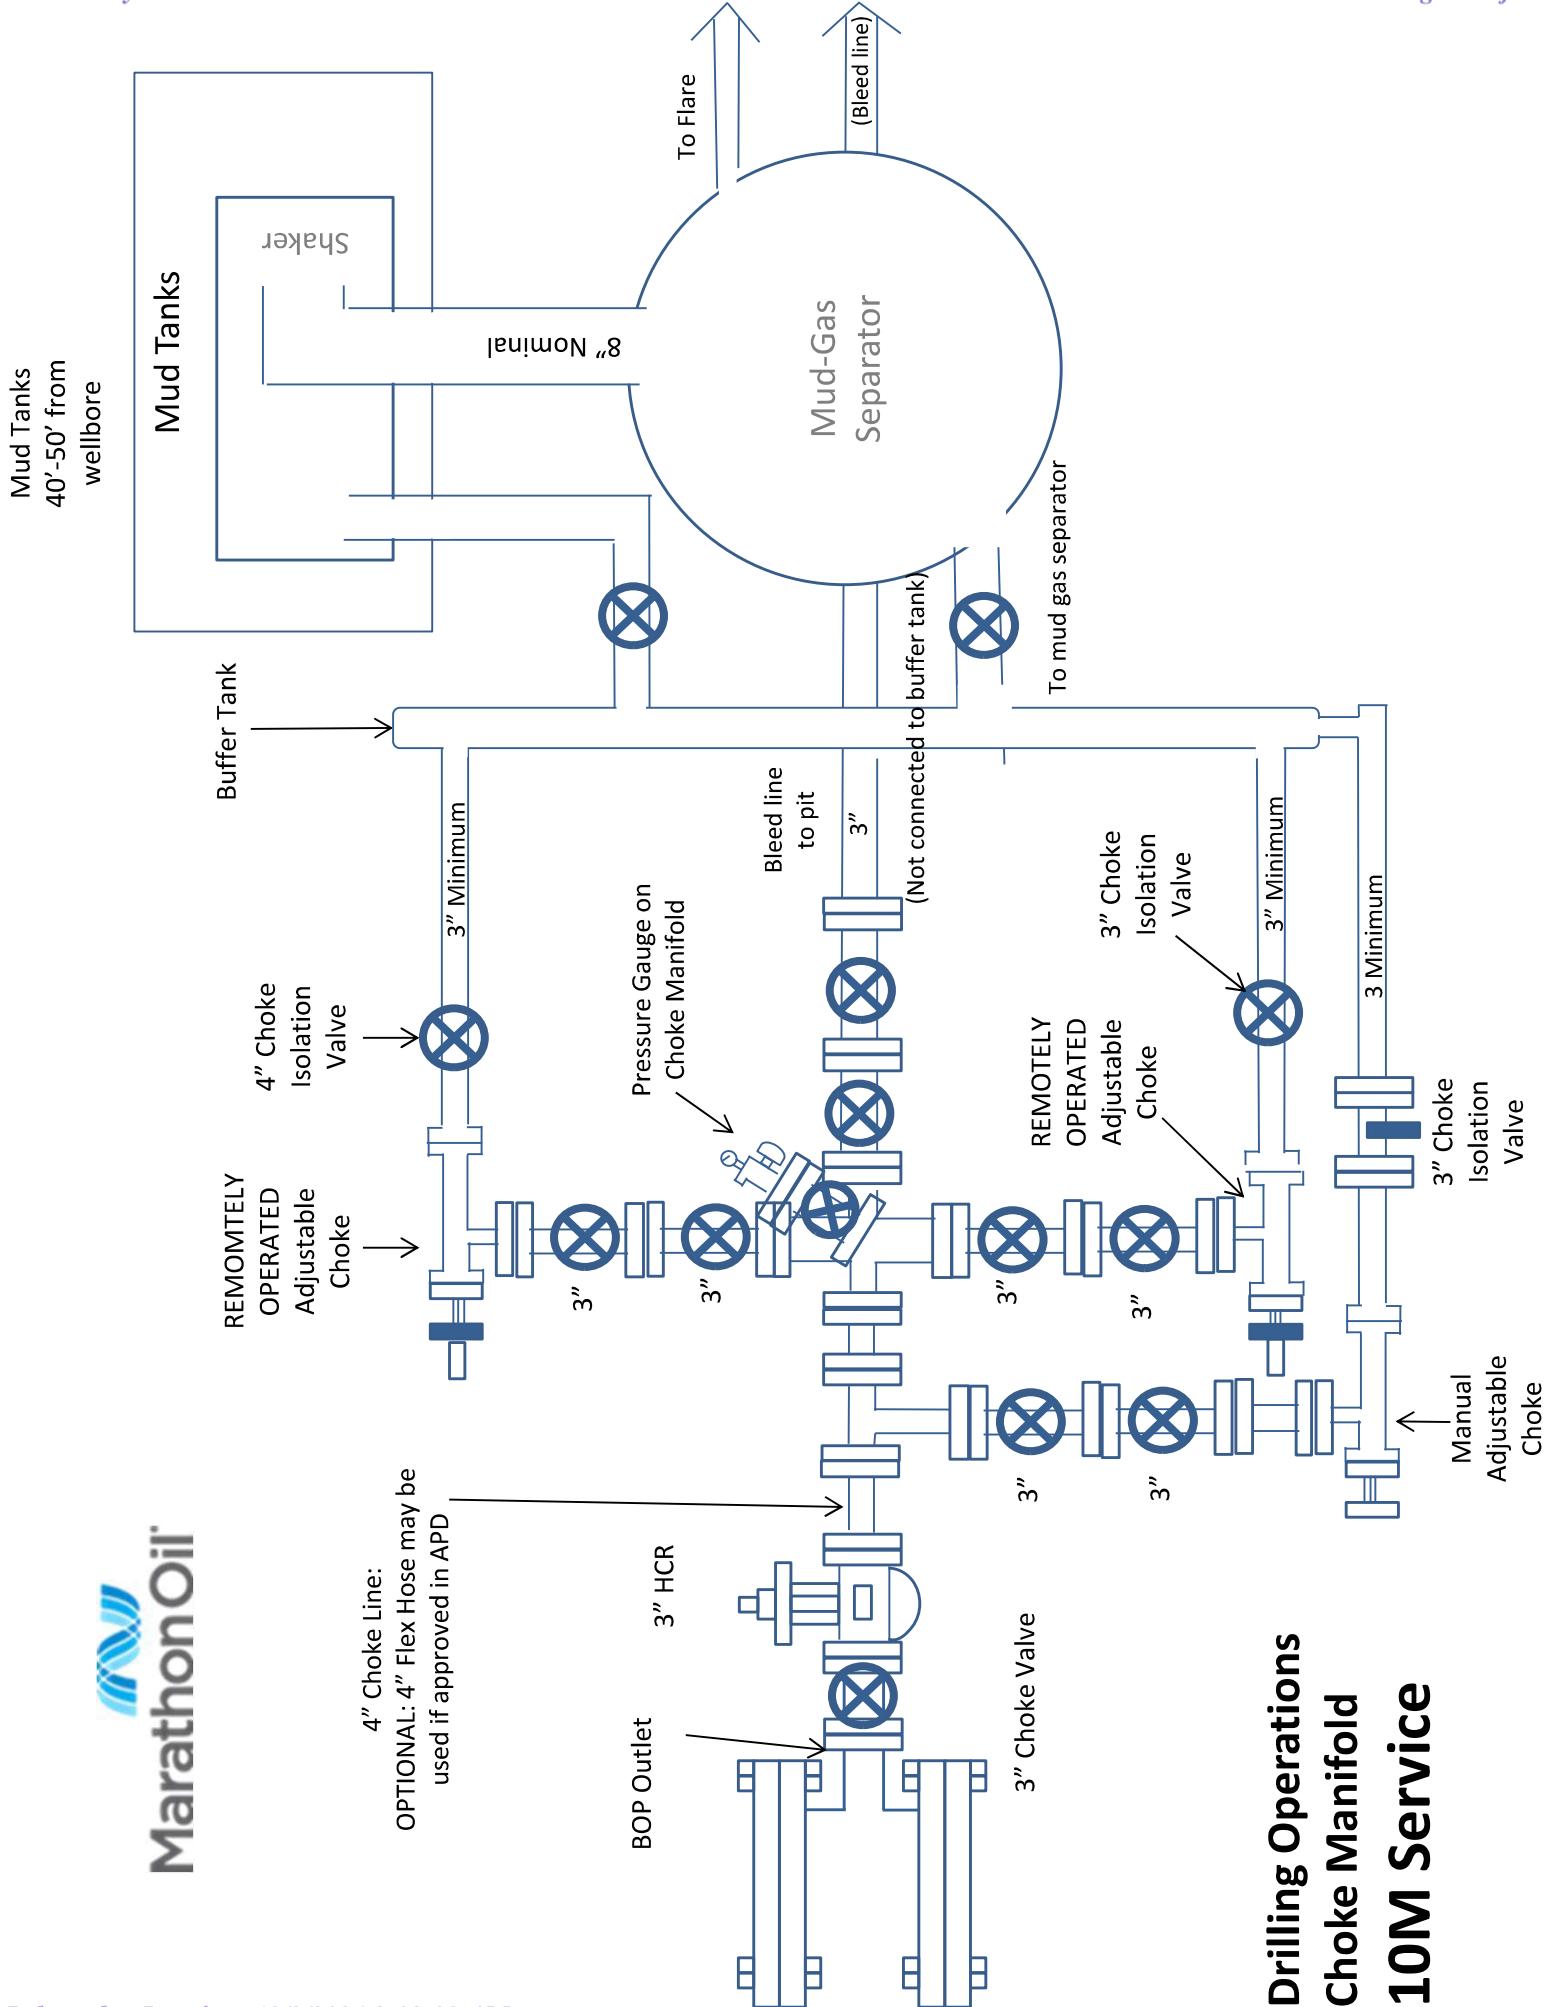 MarathonOil
Mud Tanks
40’-50’ from
wellbore
Mud Tanks
Shaker
8” Nominal
To Flare
(Bleed line)
Mud-Gas
Separator
Buffer Tank
To mud gas separator
(Not connected to buffer tank)
Bleed line
to pit
3”
3” Minimum
4” Choke
Isolation
Valve
Pressure Gauge on
Choke Manifold
3” Choke
Isolation
Valve
3” Minimum
3 Minimum
REMOMTELY
OPERATED
Adjustable
Choke
REMOTELY
OPERATED
Adjustable
Choke
3” Choke
Isolation
Valve
3”
3”
3”
3”
3”
3”
Manual
Adjustable
Choke
4” Choke Line:
OPTIONAL: 4” Flex Hose may be
used if approved in APD
3” HCR
BOP Outlet
3” Choke Valve
Drilling Operations
Choke Manifold
10M Service